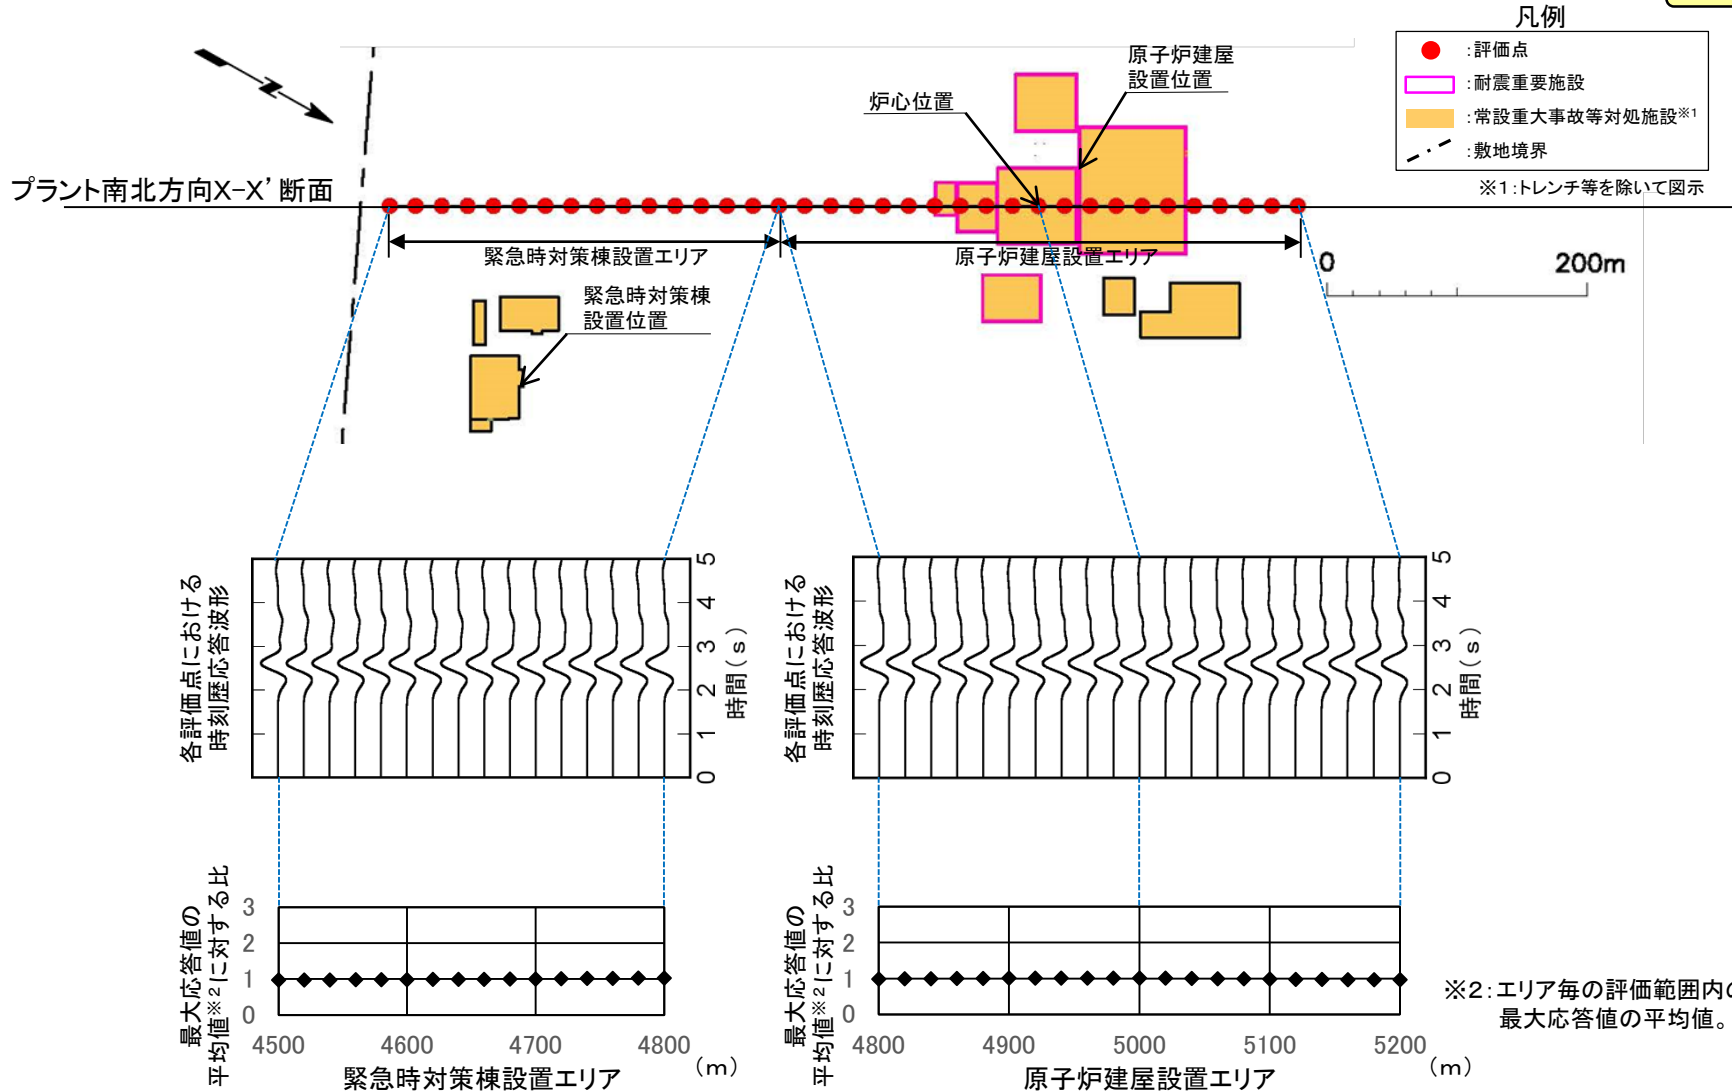 凡例
:評価点
:耐震重要施設
:常設重大事故等対処施設※1
:敷地境界
※1:トレンチ等を除いて図示
原子炉建屋
設置位置
炉心位置
プラント南北方向X-X’断面
緊急時対策棟設置エリア
原子炉建屋設置エリア
0 200m
緊急時対策棟
設置位置
各評価点における
時刻歴応答波形
0 1 2 3 4 5
時間(s)
各評価点における
時刻歴応答波形
0 1 2 3 4 5
時間(s)
最大応答値の
平均値※2に対する比
3
2
1
0
4500 4600 4700 4800 (m)
緊急時対策棟設置エリア
最大応答値の
平均値※2に対する比
3
2
1
0
4800 4900 5000 5100 5200 (m)
原子炉建屋設置エリア
※2:エリア毎の評価範囲内の
最大応答値の平均値。